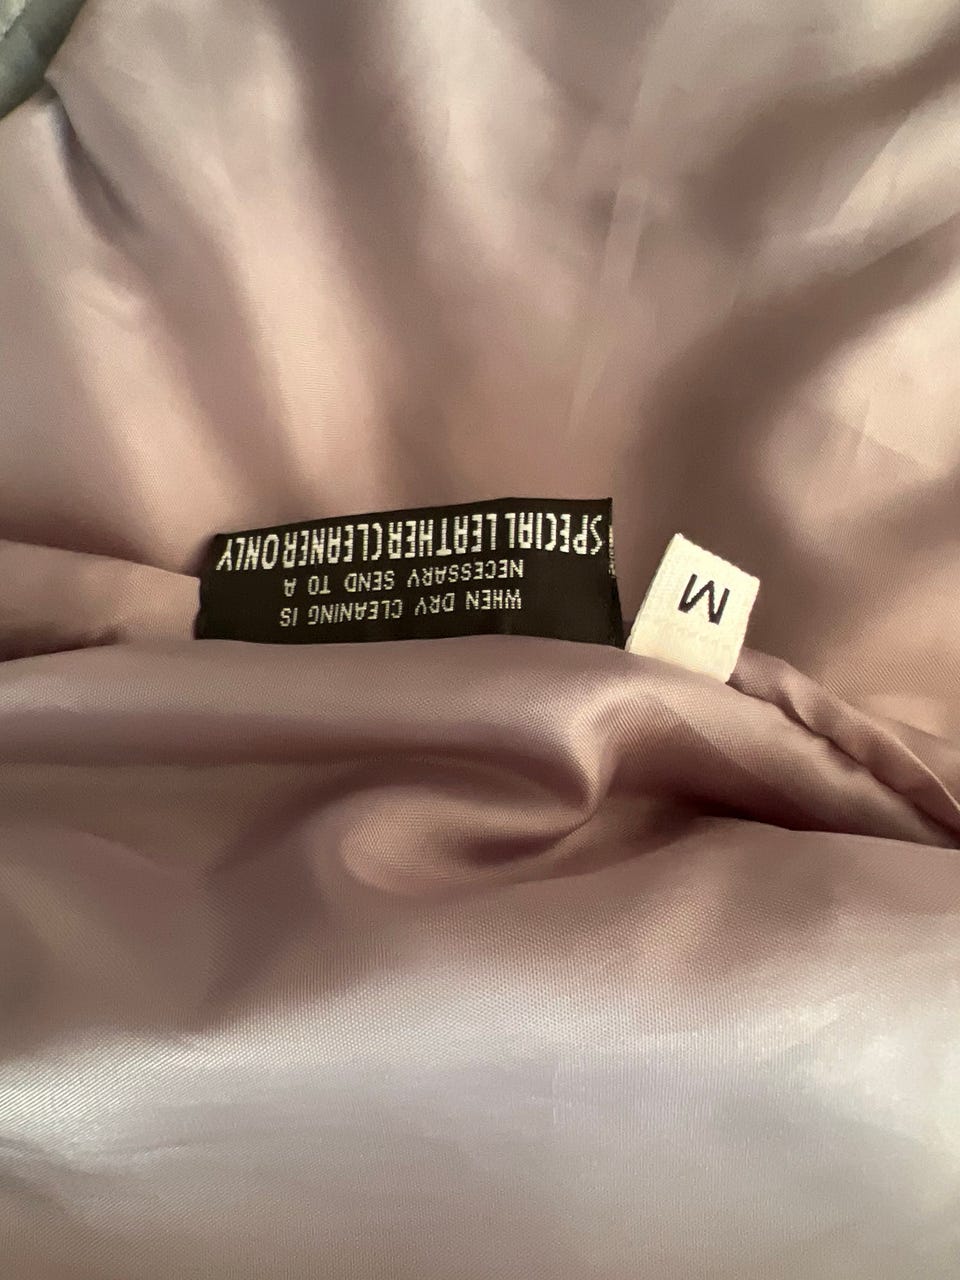 WHEN DRY CLEANING IS
NECESSARY SEND TO A
SPECIAL LEATHER CLEANER ONLY
M